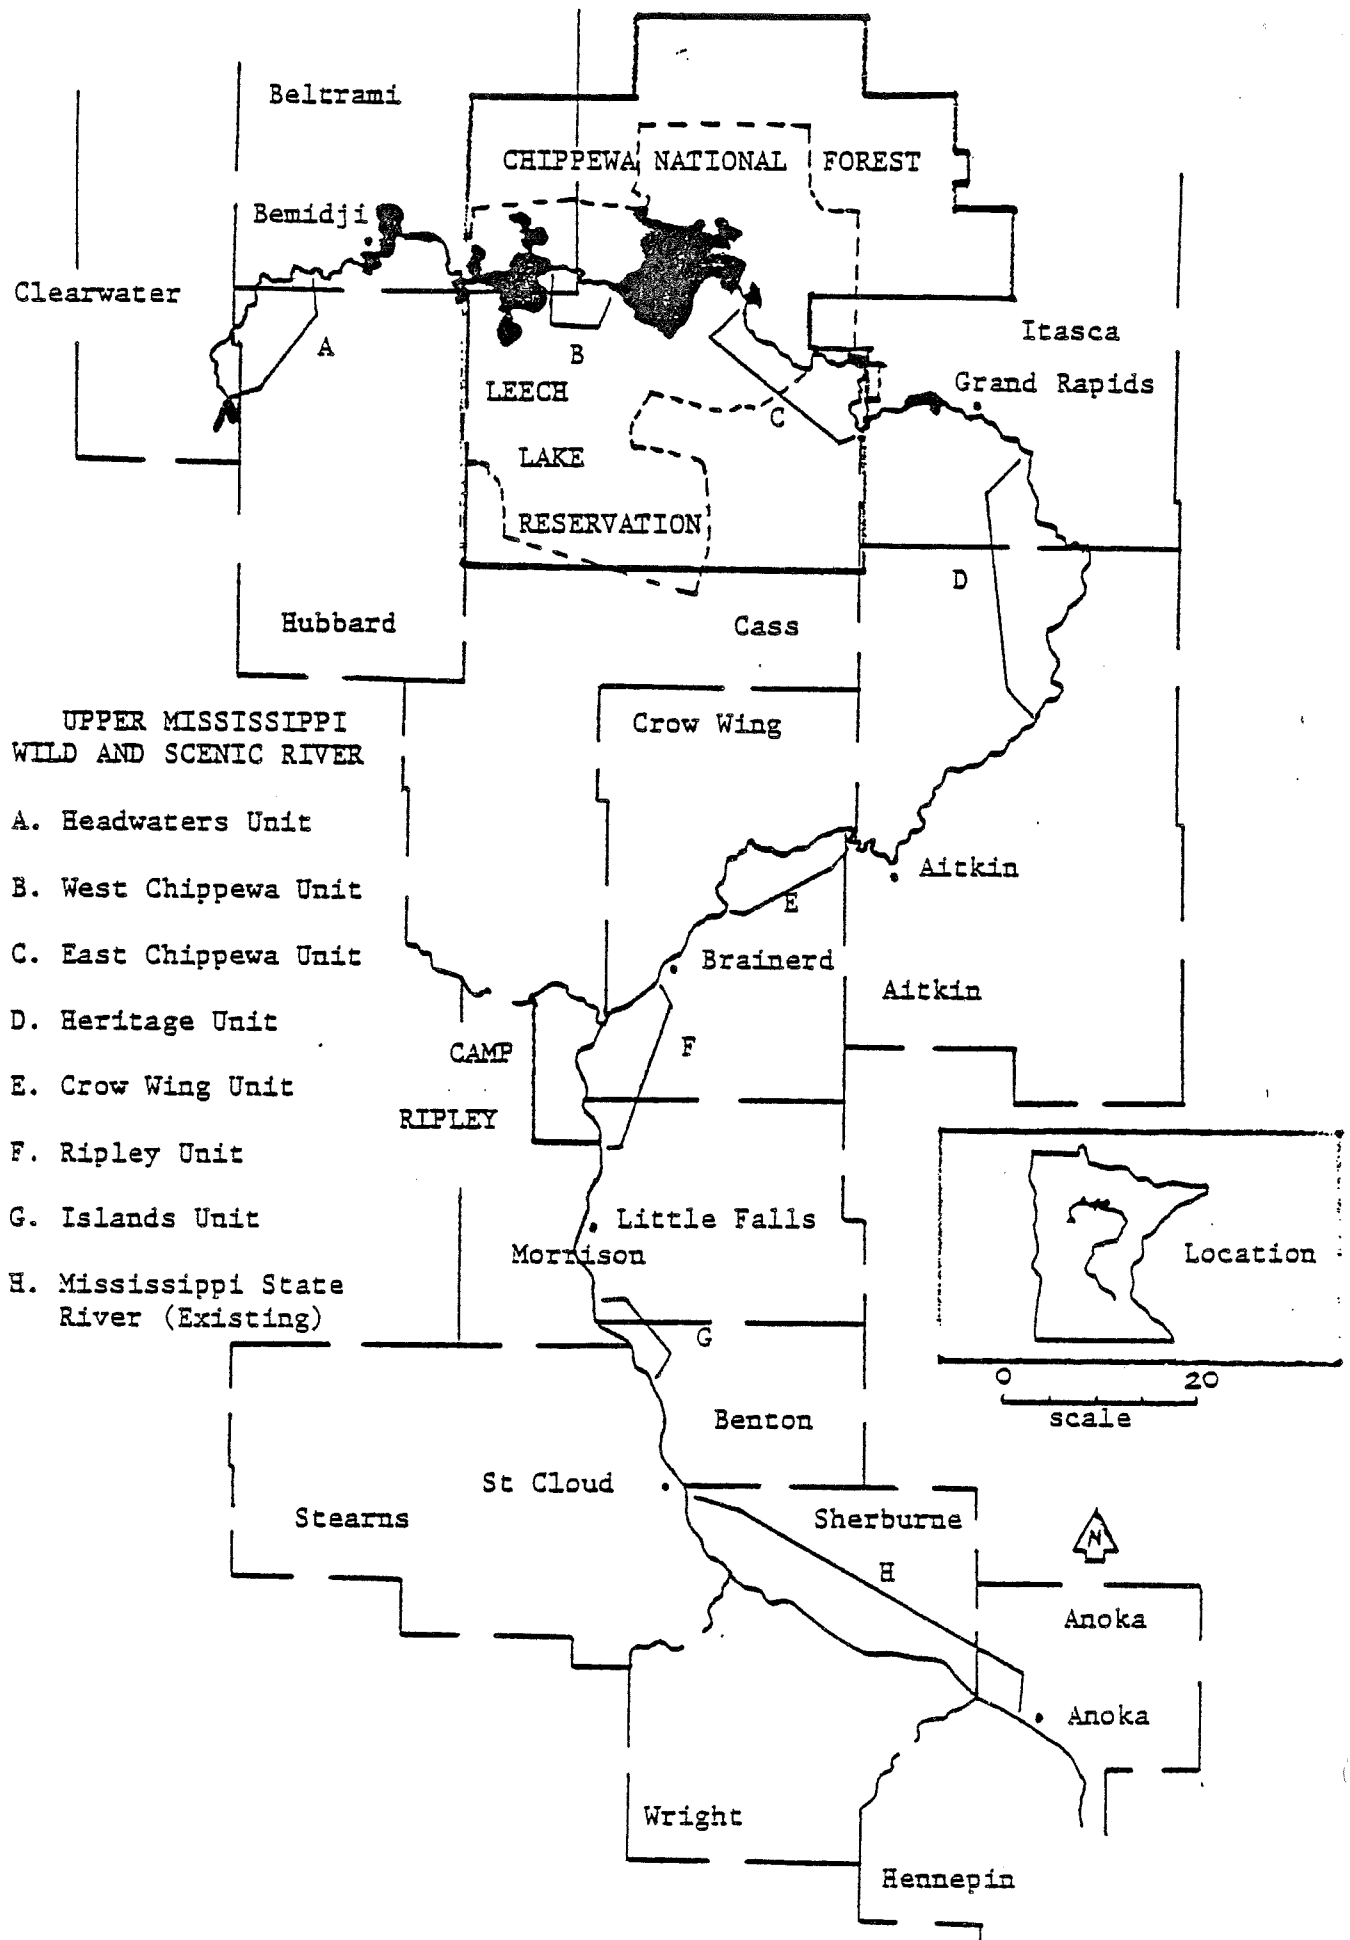 Beltrami
CHIPPEWA NATIONAL FOREST
Bemidji
Clearwater
A
B
Itasca
LEECH
Grand Rapids
C
LAKE
RESERVATION
D
Hubbard
Cass
UPPER MISSISSIPPI
WILD AND SCENIC RIVER
Crow Wing
A. Headwaters Unit
B. West Chippewa Unit
C. East Chippewa Unit
D. Heritage Unit
E. Crow Wing Unit
F. Ripley Unit
G. Islands Unit
H. Mississippi State
River (Existing)
Aitkin
E
Brainerd
Aitkin
CAMP
F
RIPLEY
Little Falls
Morrison
Location
G
0 20
scale
Benton
St Cloud
Stearns
Sherburne
N
H
Anoka
Anoka
Wright
Hennepin